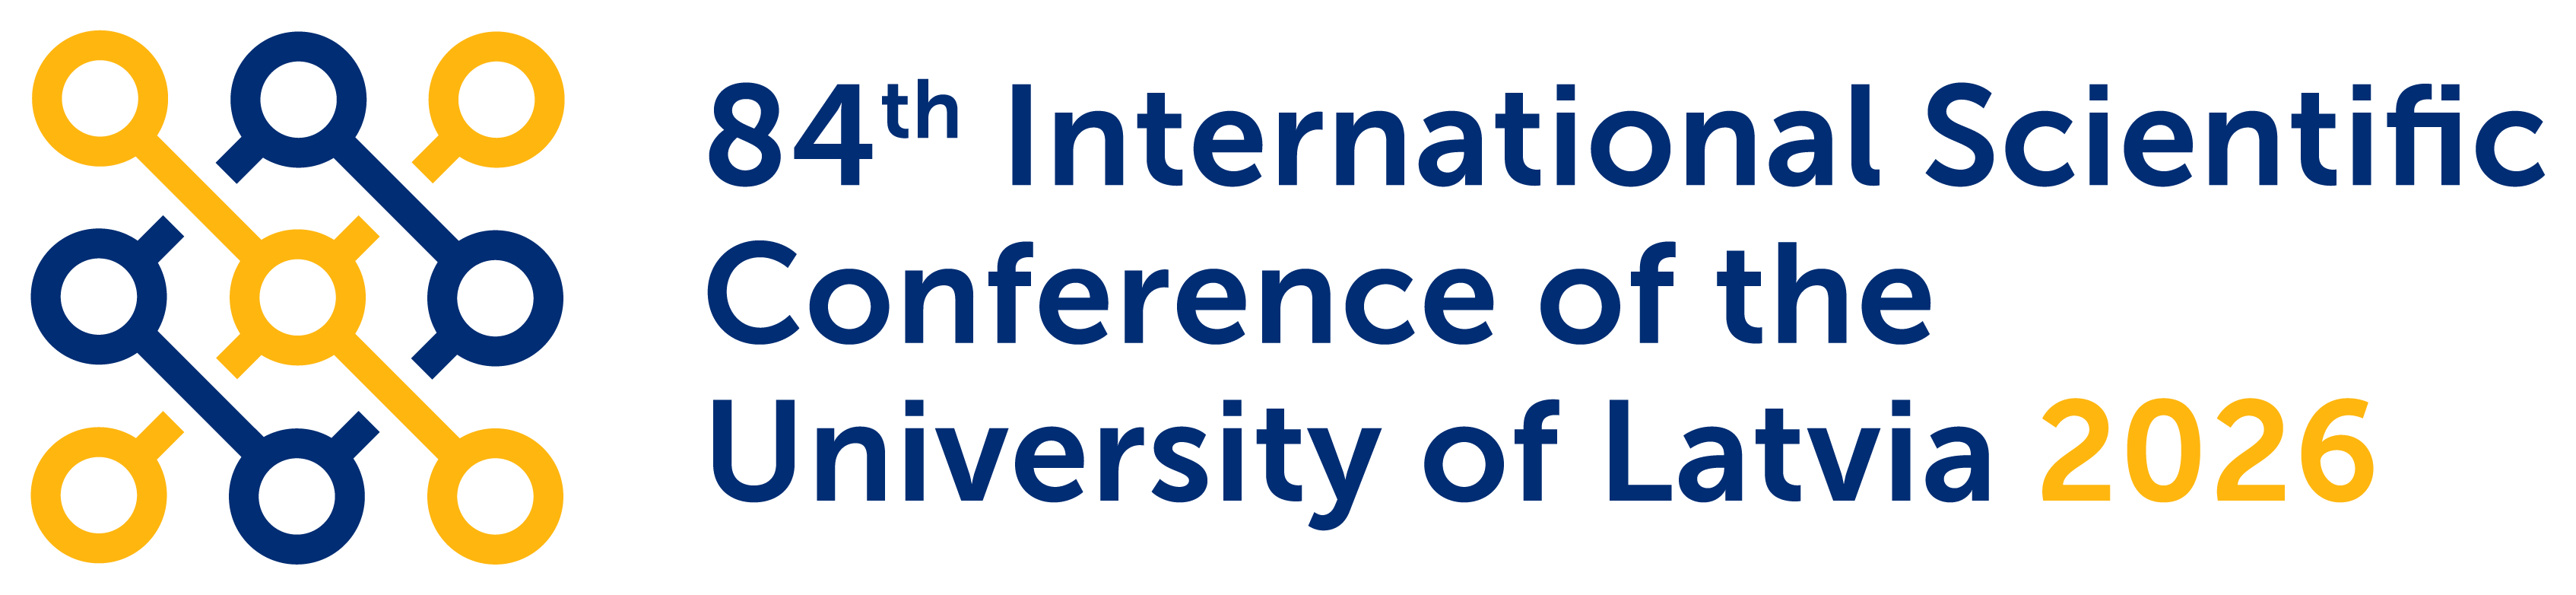 84th International Scientific
Conference of the
University of Latvia 2026